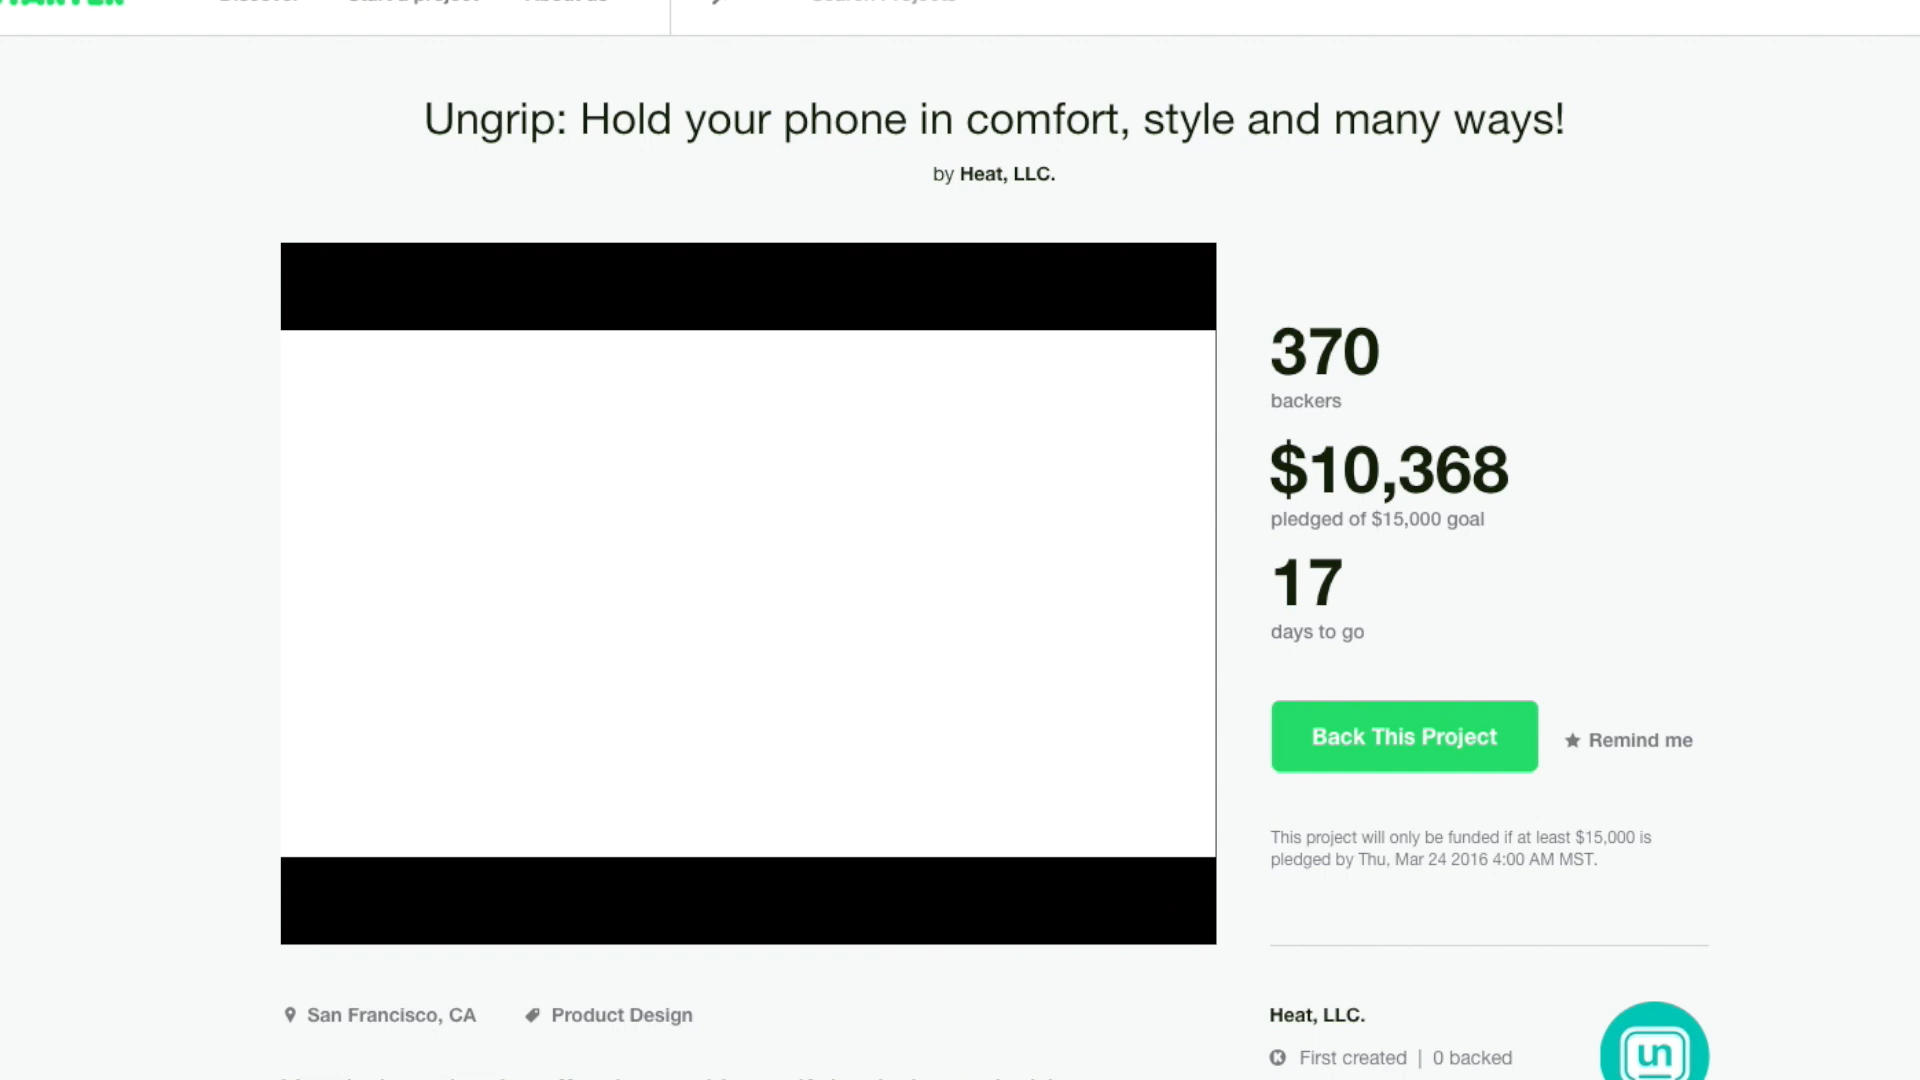 Ungrip: Hold your phone in comfort, style and many ways!
by Heat, LLC.
370
backers
$10,368
pledged of $15,000 goal
17
days to go
Back This Project
Remind me
This project will only be funded if at least $15,000 is
pledged by Thu, Mar 24 2016 4:00 AM MST.
San Francisco, CA
Product Design
Heat, LLC.
First created | 0 backed
un